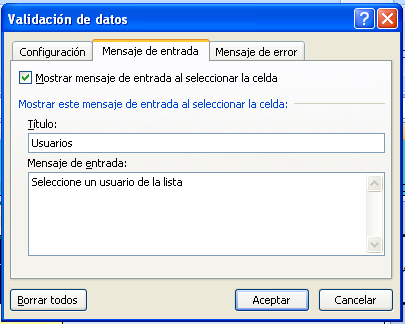 Validación de datos
Configuración Mensaje de entrada Mensaje de error
Mostrar mensaje de entrada al seleccionar la celda
Mostrar este mensaje de entrada al seleccionar la celda:
Título:
Usuarios
Mensaje de entrada:
Seleccione un usuario de la lista
Borrar todos Aceptar Cancelar